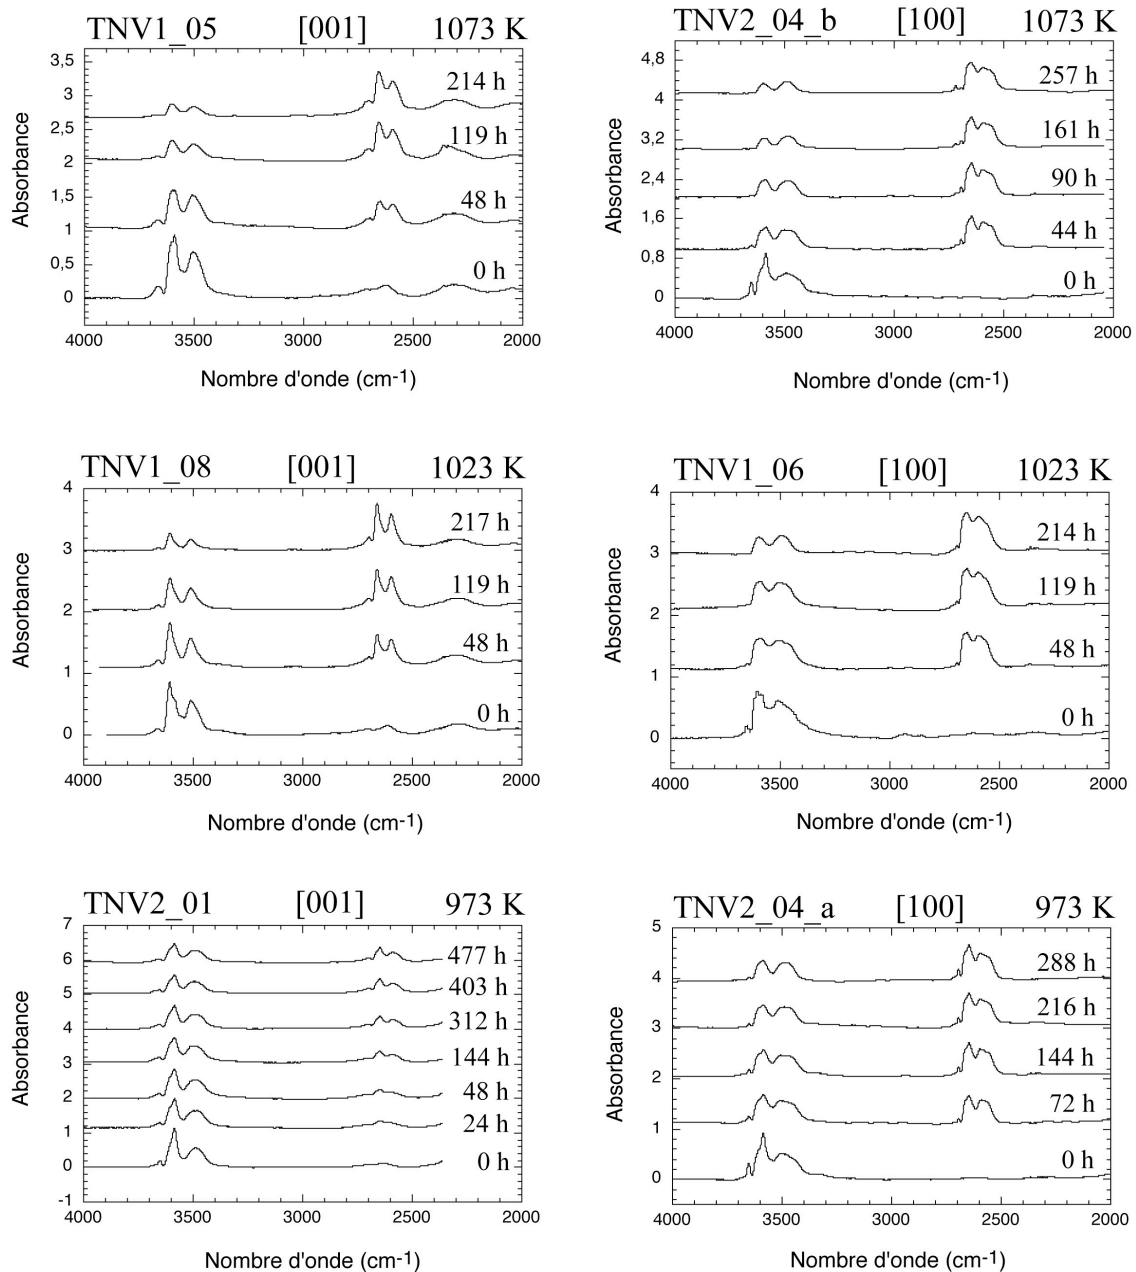 TNV1_05 [001] 1073 K
3,5
3
2,5
2
1,5
1
0,5
0
Absorbance
214 h
119 h
48 h
0 h
4000 3500 3000 2500 2000
Nombre d'onde (cm-1)
TNV2_04_b [100] 1073 K
4,8
4
3,2
2,4
1,6
0,8
0
Absorbance
257 h
161 h
90 h
44 h
0 h
4000 3500 3000 2500 2000
Nombre d'onde (cm-1)
TNV1_08 [001] 1023 K
4
3
2
1
0
Absorbance
217 h
119 h
48 h
0 h
4000 3500 3000 2500 2000
Nombre d'onde (cm-1)
TNV1_06 [100] 1023 K
4
3
2
1
0
Absorbance
214 h
119 h
48 h
0 h
4000 3500 3000 2500 2000
Nombre d'onde (cm-1)
TNV2_01 [001] 973 K
7
6
5
4
3
2
1
0
-1
Absorbance
477 h
403 h
312 h
144 h
48 h
24 h
0 h
4000 3500 3000 2500 2000
Nombre d'onde (cm-1)
TNV2_04_a [100] 973 K
5
4
3
2
1
0
Absorbance
288 h
216 h
144 h
72 h
0 h
4000 3500 3000 2500 2000
Nombre d'onde (cm-1)